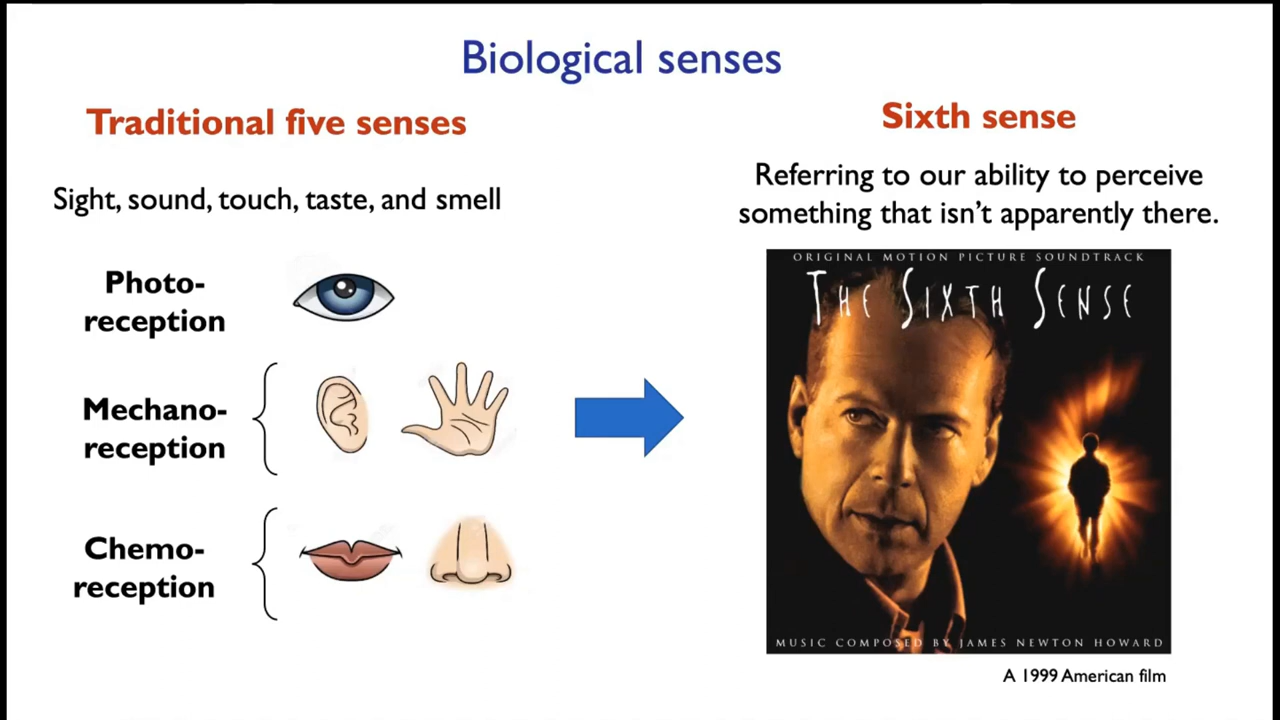 Biological senses
Traditional five senses
Sight, sound, touch, taste, and smell
Photo-
reception
Mechano-
reception
Chemo-
reception
Sixth sense
Referring to our ability to perceive
something that isn't apparently there.
ORIGINAL MOTION PICTURE SOUNDTRACK
THE SIXTH SENSE
MUSIC COMPOSED BY JAMES NEWTON HOWARD
A 1999 American film